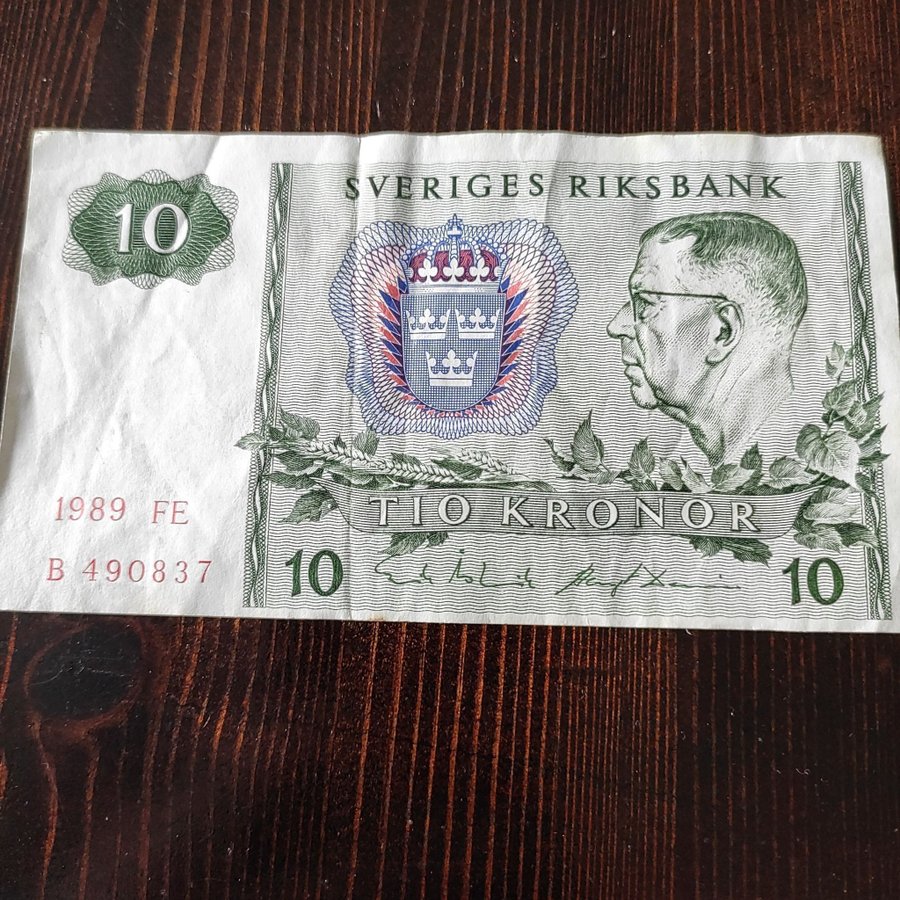 10
SVERIGES RIKSBANK
TIO KRONOR
1989 FE
B 490837
10
10